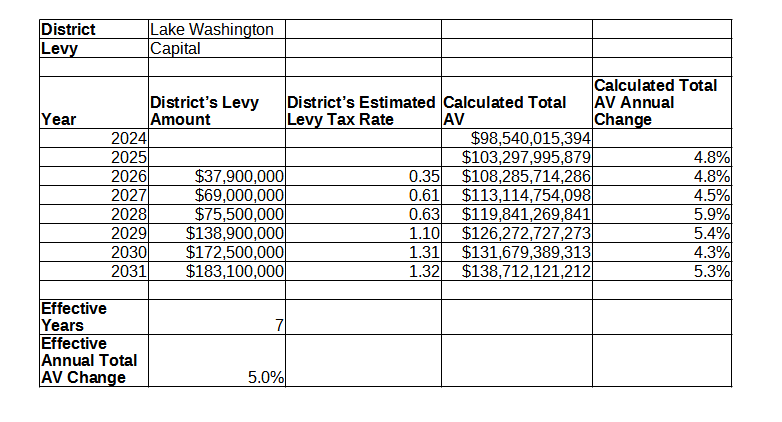 District Lake Washington
Levy Capital
Year District’s Levy Amount District’s Estimated Levy Tax Rate Calculated Total AV Calculated Total AV Annual Change
2024 $98,540,015,394
2025 $103,297,995,879 4.8%
2026 $37,900,000 0.35 $108,285,714,286 4.8%
2027 $69,000,000 0.61 $113,114,754,098 4.5%
2028 $75,500,000 0.63 $119,841,269,841 5.9%
2029 $138,900,000 1.10 $126,272,727,273 5.4%
2030 $172,500,000 1.31 $131,679,389,313 4.3%
2031 $183,100,000 1.32 $138,712,121,212 5.3%
Effective
Years 7
Effective
Annual Total
AV Change 5.0%